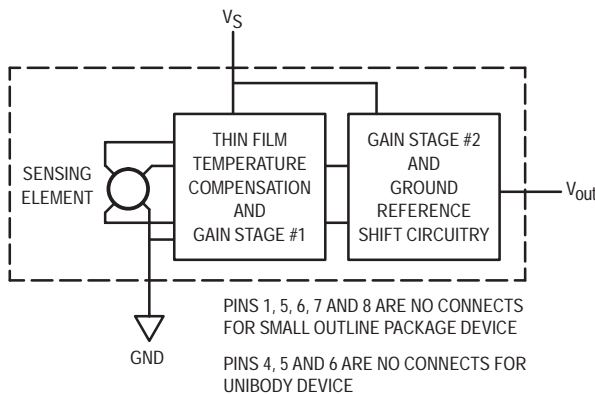 VS
THIN FILM
TEMPERATURE
COMPENSATION
AND
GAIN STAGE #1
GAIN STAGE #2
AND
GROUND
REFERENCE
SHIFT CIRCUITRY
SENSING
ELEMENT
Vout
GND
PINS 1, 5, 6, 7 AND 8 ARE NO CONNECTS
FOR SMALL OUTLINE PACKAGE DEVICE
PINS 4, 5 AND 6 ARE NO CONNECTS FOR
UNIBODY DEVICE